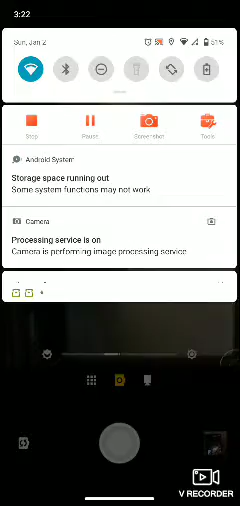 3:22
Sun, Jan 2
51%
Stop
Pause
Screenshot
Tools
Android System
Storage space running out
Some system functions may not work
Camera
Processing service is on
Camera is performing image processing service
V RECORDER